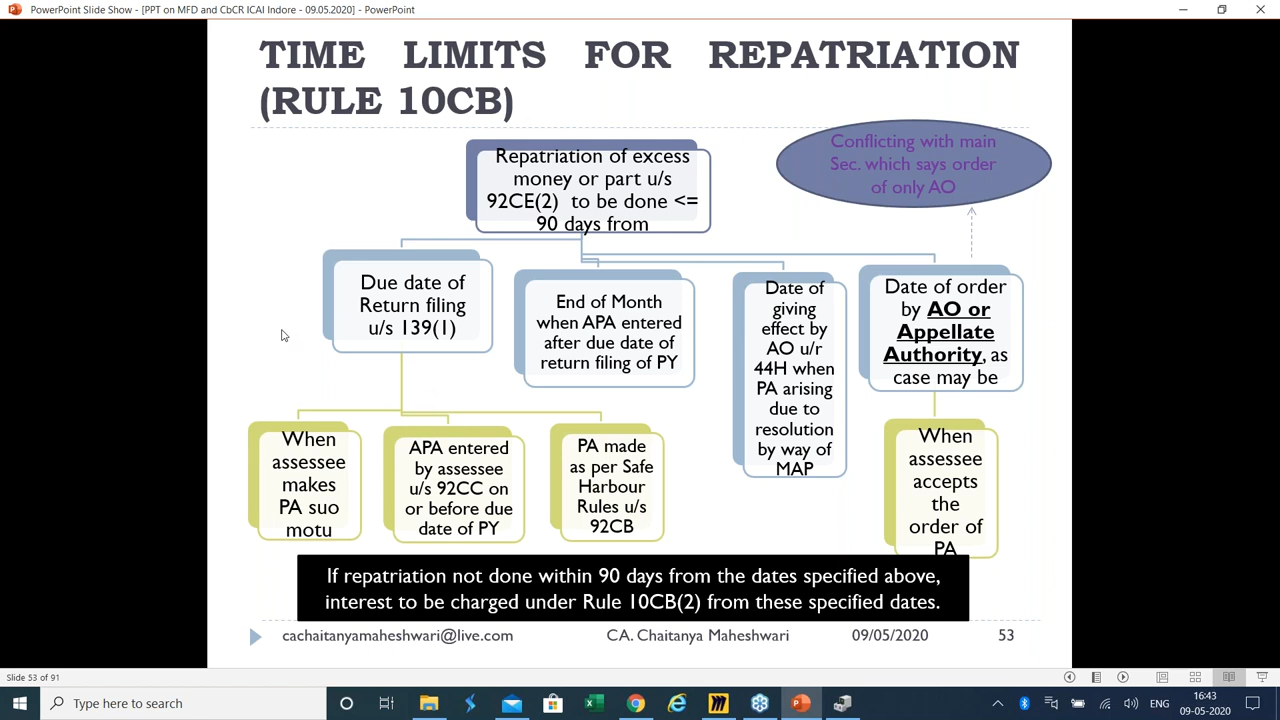 PowerPoint Slide Show - [PPT on MFD and CbCR ICAI Indore - 09.05.2020] - PowerPoint
TIME LIMITS FOR REPATRIATION
(RULE 10CB)
Conflicting with main
Sec. which says order
of only AO
Repatriation of excess
money or part u/s
92CE(2) to be done <=
90 days from
Due date of
Return filing
u/s 139(1)
End of Month
when APA entered
after due date of
return filing of PY
Date of
giving
effect by
AO u/r
44H when
PA arising
due to
resolution
by way of
MAP
Date of order
by AO or
Appellate
Authority, as
case may be
When
assessee
makes
PA suo
motu
APA entered
by assessee
u/s 92CC on
or before due
date of PY
PA made
as per Safe
Harbour
Rules u/s
92CB
When
assessee
accepts
the
order of
PA
If repatriation not done within 90 days from the dates specified above,
interest to be charged under Rule 10CB(2) from these specified dates.
cachaitanyamaheshwari@live.com CA. Chaitanya Maheshwari 09/05/2020 53
Slide 53 of 91
Type here to search
ENG
16:43
09-05-2020